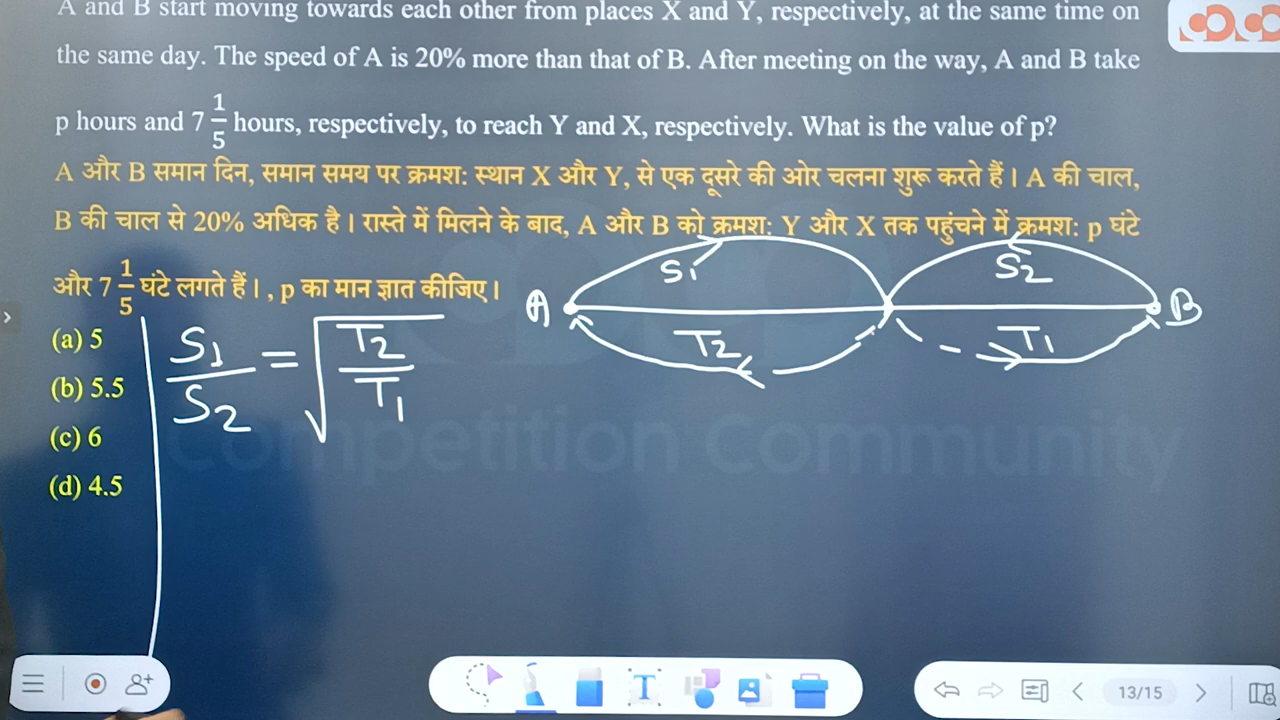 A and B start moving towards each other from places X and Y, respectively, at the same time on
the same day. The speed of A is 20% more than that of B. After meeting on the way, A and B take
p hours and 7 1/5 hours, respectively, to reach Y and X, respectively. What is the value of p?
A और B समान दिन, समान समय पर क्रमश: स्थान X और Y, से एक दूसरे की ओर चलना शुरू करते हैं। A की चाल,
B की चाल से 20% अधिक है। रास्ते में मिलने के बाद, A और B को क्रमश: Y और X तक पहुंचने में क्रमश: p घंटे
और 7 1/5 घंटे लगते हैं। , p का मान ज्ञात कीजिए।
A S1 S2 B
T2 T1
(a) 5
(b) 5.5
(c) 6
(d) 4.5
S1/S2 = √(T2/T1)
Competition Community
T
13/15